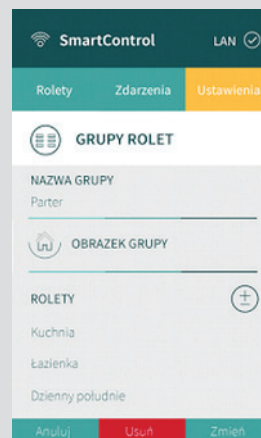 SmartControl LAN
Rolety Zdarzenia Ustawienia
GRUPY ROLET
NAZWA GRUPY
Parter
OBRAZEK GRUPY
ROLETY
Kuchnia
Łazienka
Dzienny południe
Anuluj Usuń Zmień